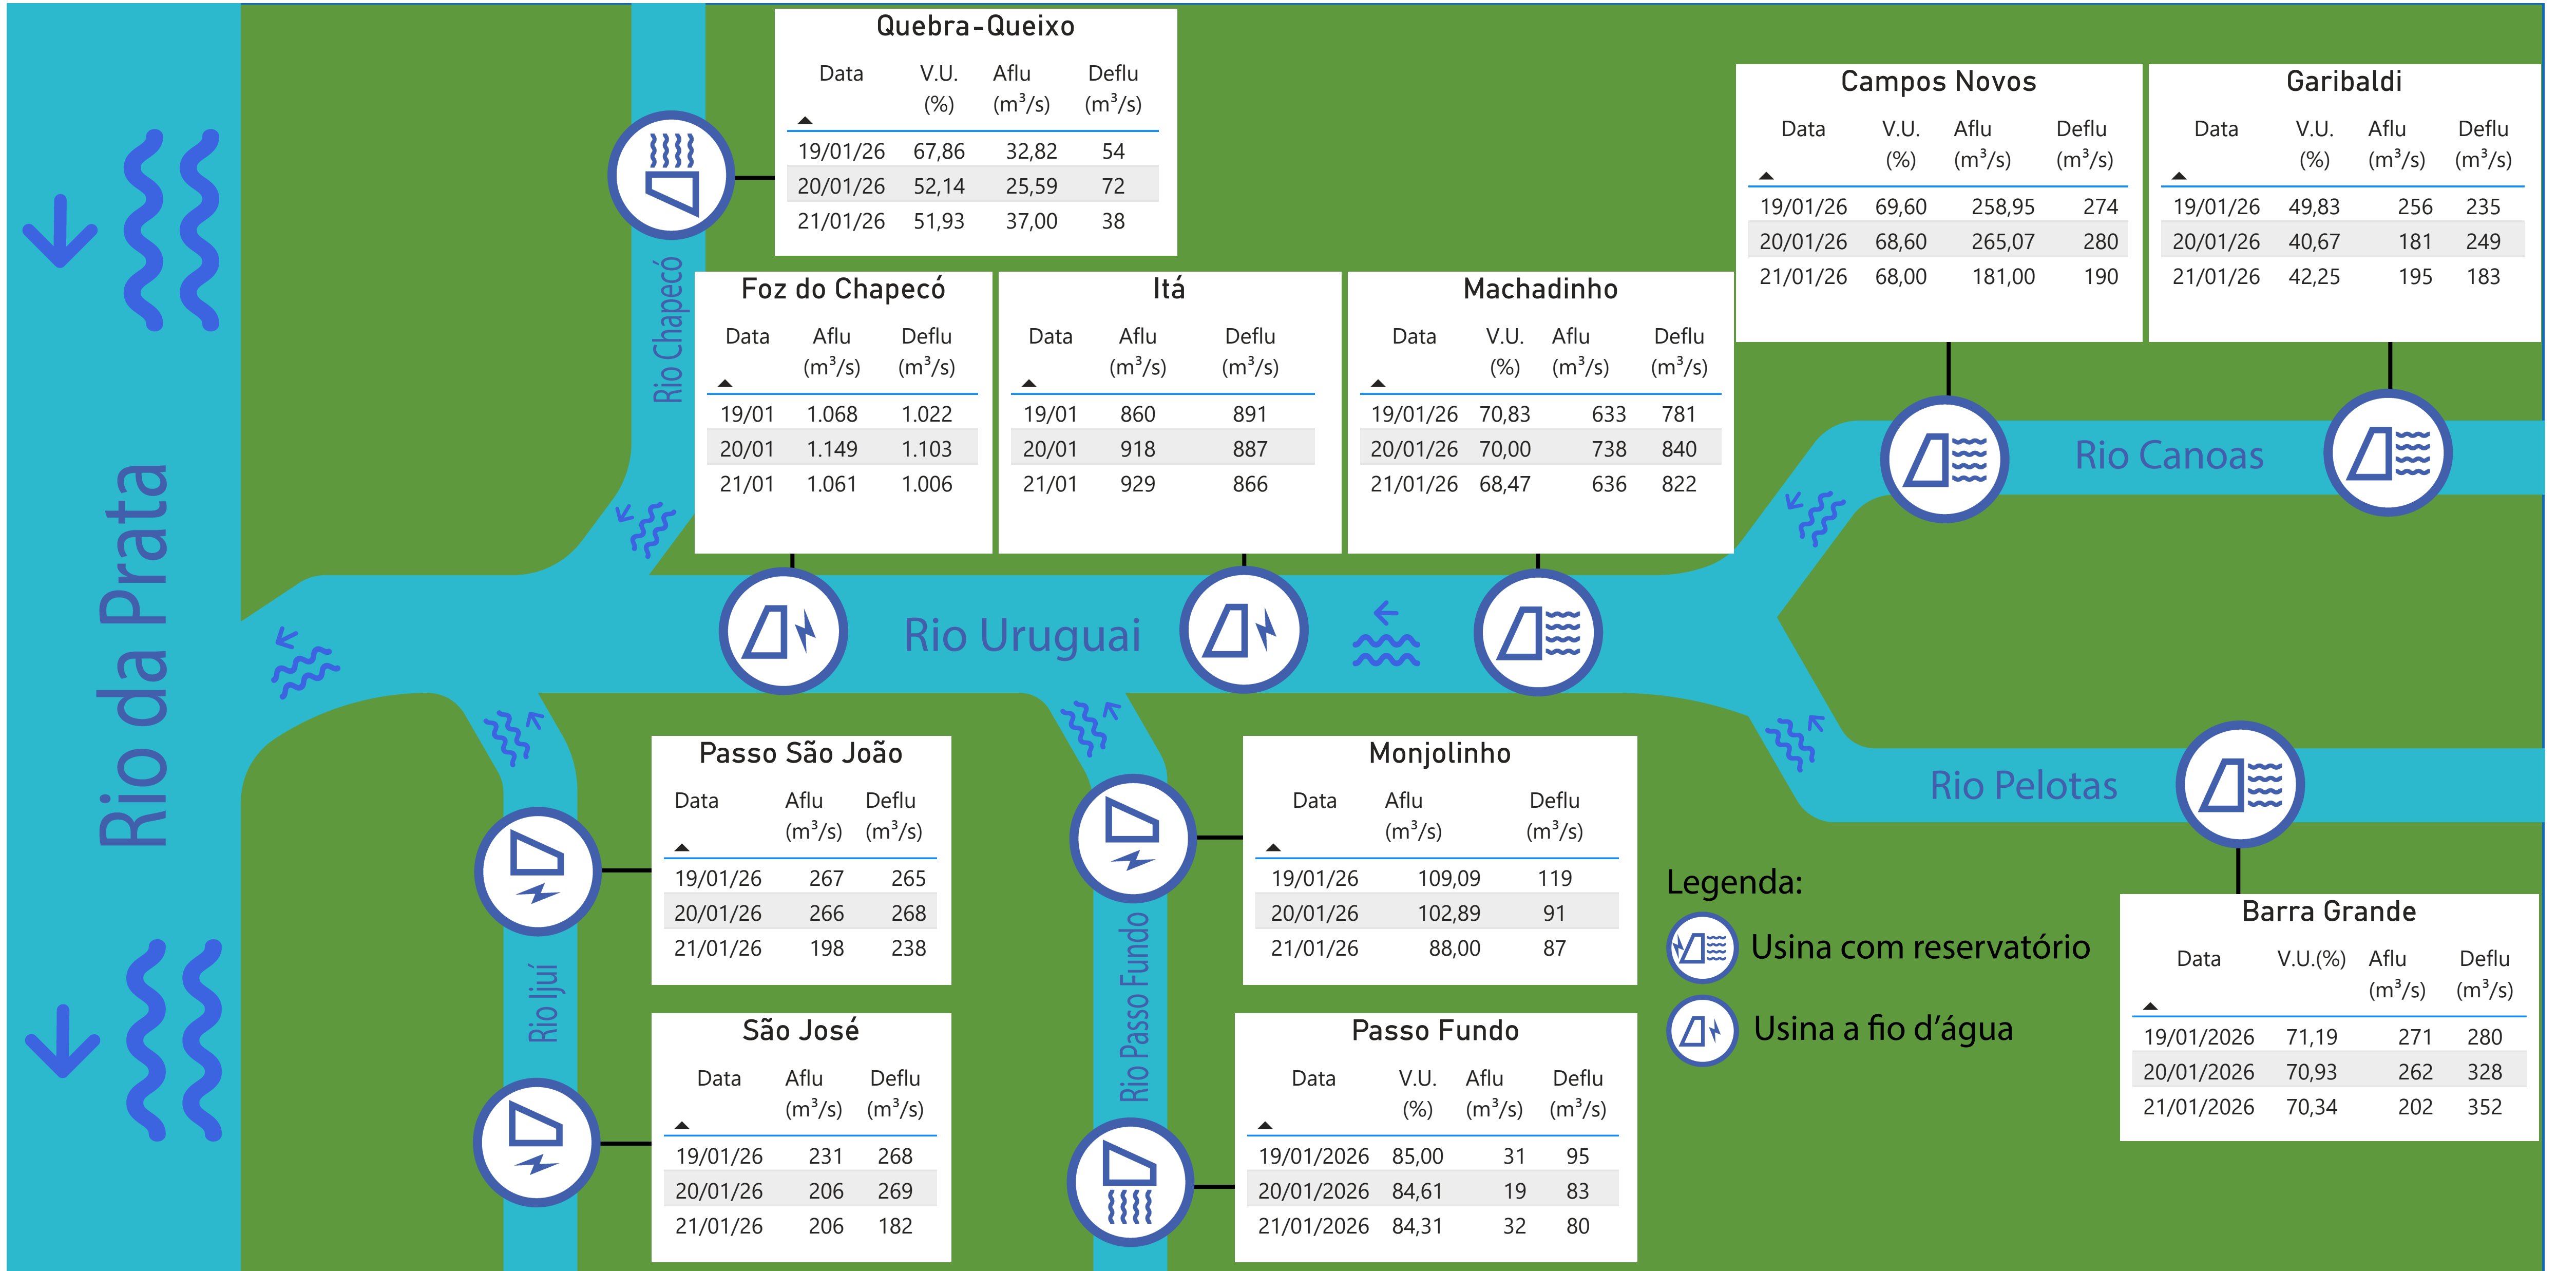 Quebra-Queixo
Data V.U. (%) Aflu (m³/s) Deflu (m³/s)
19/01/26 67,86 32,82 54
20/01/26 52,14 25,59 72
21/01/26 51,93 37,00 38
Campos Novos
Data V.U. (%) Aflu (m³/s) Deflu (m³/s)
19/01/26 69,60 258,95 274
20/01/26 68,60 265,07 280
21/01/26 68,00 181,00 190
Garibaldi
Data V.U. (%) Aflu (m³/s) Deflu (m³/s)
19/01/26 49,83 256 235
20/01/26 40,67 181 249
21/01/26 42,25 195 183
Rio Chapecó
Foz do Chapecó
Data Aflu (m³/s) Deflu (m³/s)
19/01 1.068 1.022
20/01 1.149 1.103
21/01 1.061 1.006
Itá
Data Aflu (m³/s) Deflu (m³/s)
19/01 860 891
20/01 918 887
21/01 929 866
Machadinho
Data V.U. (%) Aflu (m³/s) Deflu (m³/s)
19/01/26 70,83 633 781
20/01/26 70,00 738 840
21/01/26 68,47 636 822
Rio Canoas
Rio da Prata
Rio Uruguai
Rio Pelotas
Passo São João
Data Aflu (m³/s) Deflu (m³/s)
19/01/26 267 265
20/01/26 266 268
21/01/26 198 238
Monjolinho
Data Aflu (m³/s) Deflu (m³/s)
19/01/26 109,09 119
20/01/26 102,89 91
21/01/26 88,00 87
Legenda:
Usina com reservatório
Usina a fio d’água
Barra Grande
Data V.U.(%) Aflu (m³/s) Deflu (m³/s)
19/01/2026 71,19 271 280
20/01/2026 70,93 262 328
21/01/2026 70,34 202 352
Rio Ijuí
Rio Passo Fundo
São José
Data Aflu (m³/s) Deflu (m³/s)
19/01/26 231 268
20/01/26 206 269
21/01/26 206 182
Passo Fundo
Data V.U. (%) Aflu (m³/s) Deflu (m³/s)
19/01/2026 85,00 31 95
20/01/2026 84,61 19 83
21/01/2026 84,31 32 80